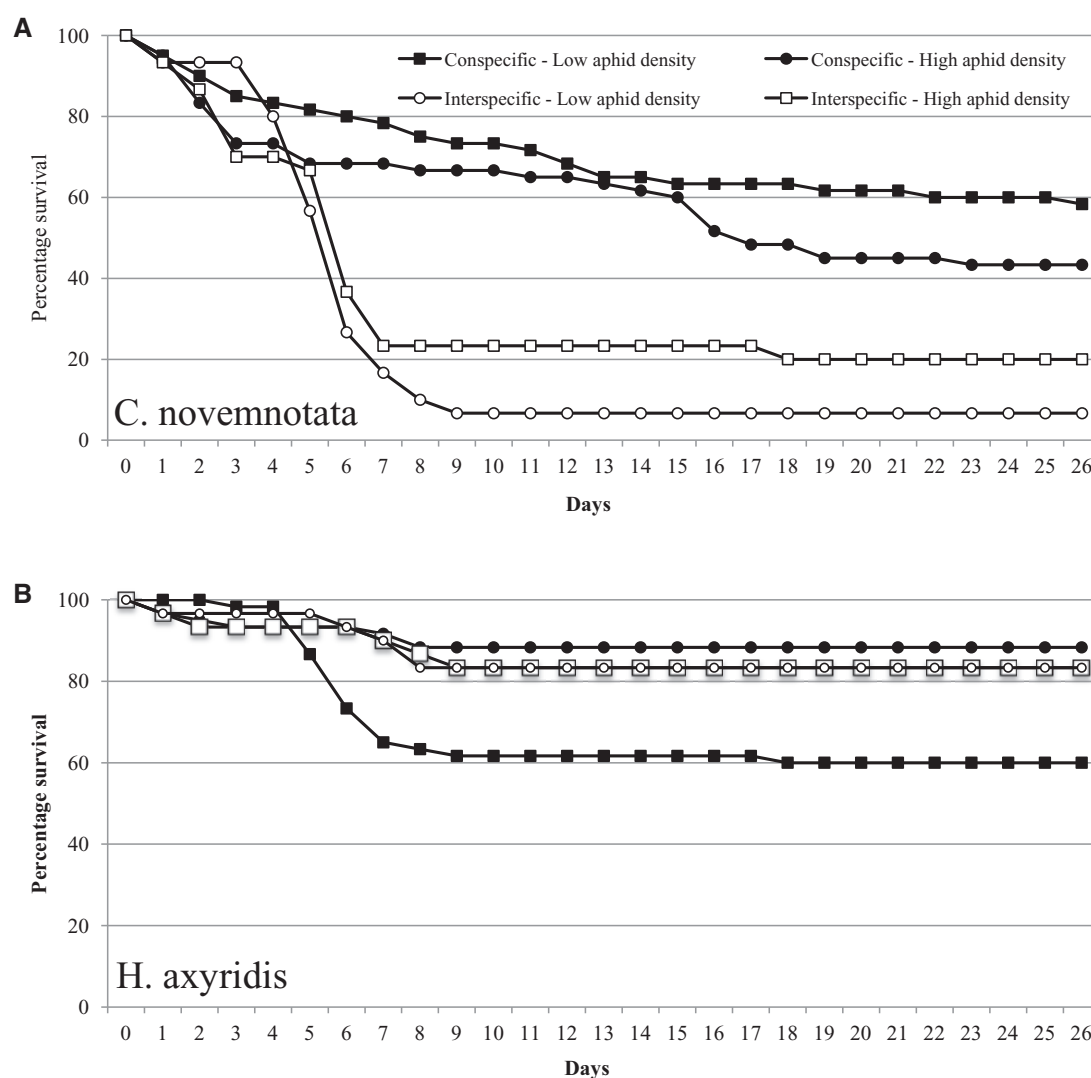 A
Percentage survival
100
80
60
40
20
0
Conspecific - Low aphid density
Conspecific - High aphid density
Interspecific - Low aphid density
Interspecific - High aphid density
C. novemnotata
0 1 2 3 4 5 6 7 8 9 10 11 12 13 14 15 16 17 18 19 20 21 22 23 24 25 26
Days
B
Percentage survival
100
80
60
40
20
0
H. axyridis
0 1 2 3 4 5 6 7 8 9 10 11 12 13 14 15 16 17 18 19 20 21 22 23 24 25 26
Days